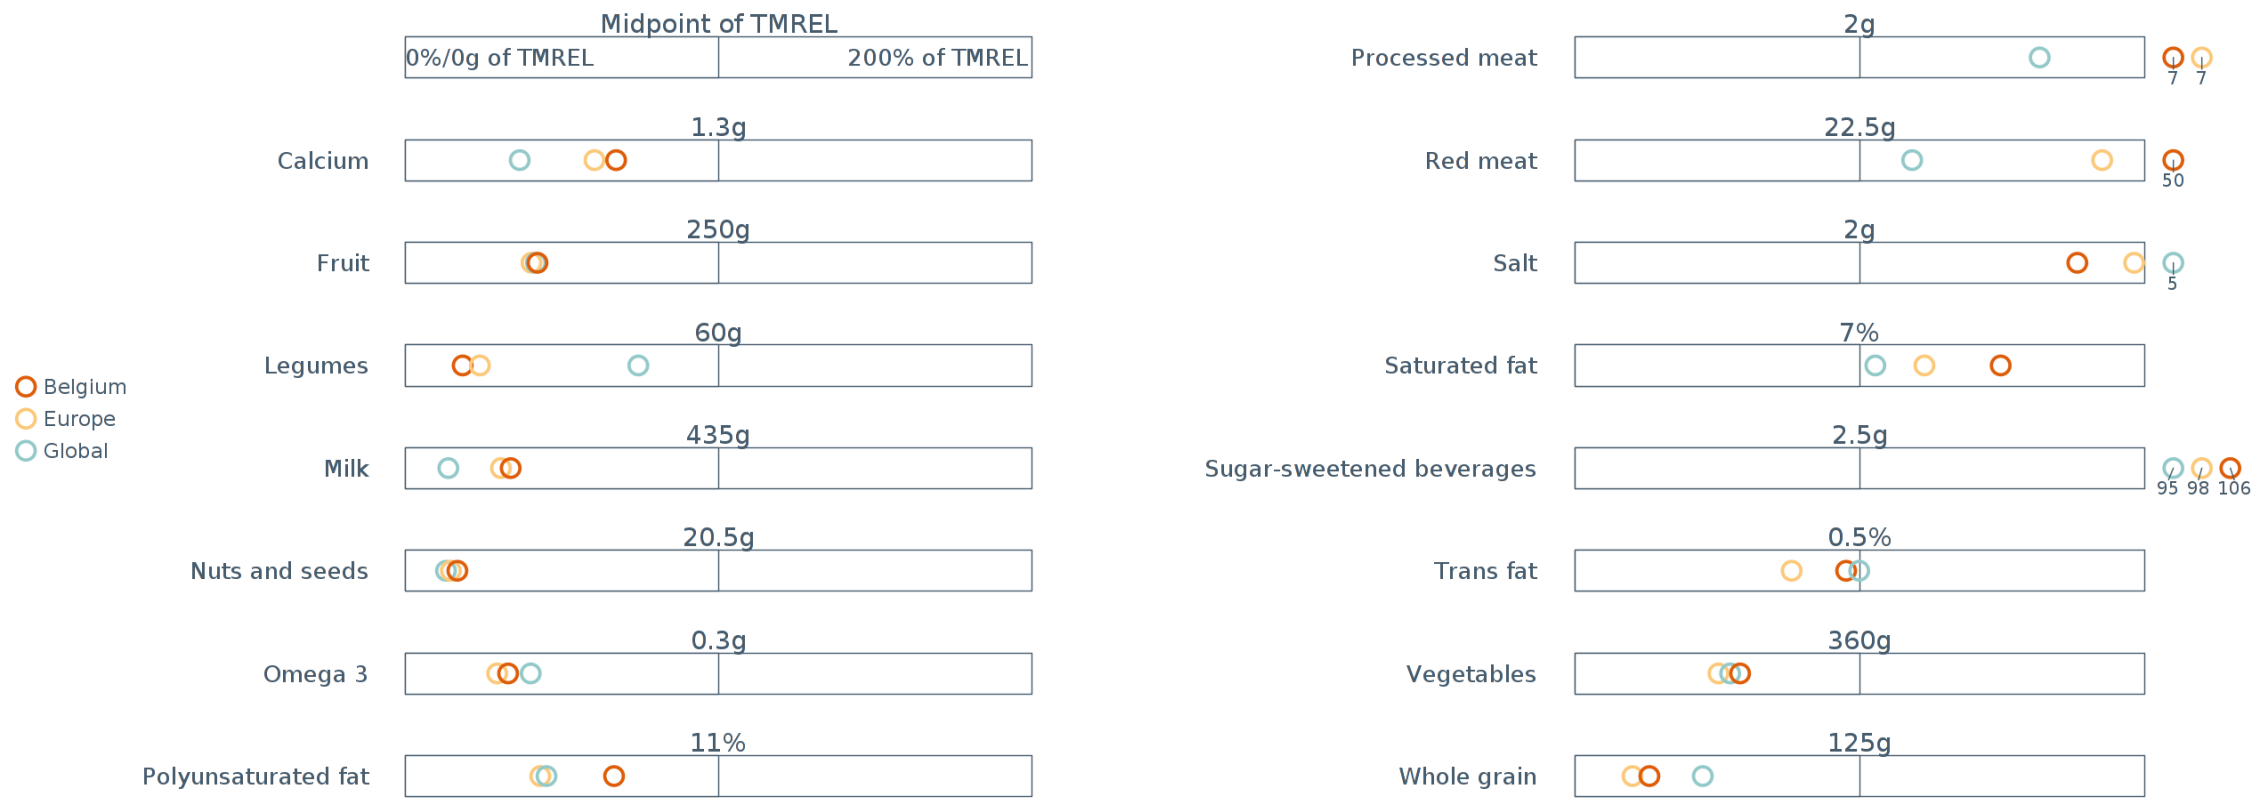 Midpoint of TMREL
0%/0g of TMREL 200% of TMREL
1.3g
Calcium
250g
Fruit
60g
Legumes
435g
Milk
20.5g
Nuts and seeds
0.3g
Omega 3
11%
Polyunsaturated fat
Belgium
Europe
Global
2g
Processed meat
7 7
22.5g
Red meat
50
2g
Salt
5
7%
Saturated fat
2.5g
Sugar-sweetened beverages
95 98 106
0.5%
Trans fat
360g
Vegetables
125g
Whole grain